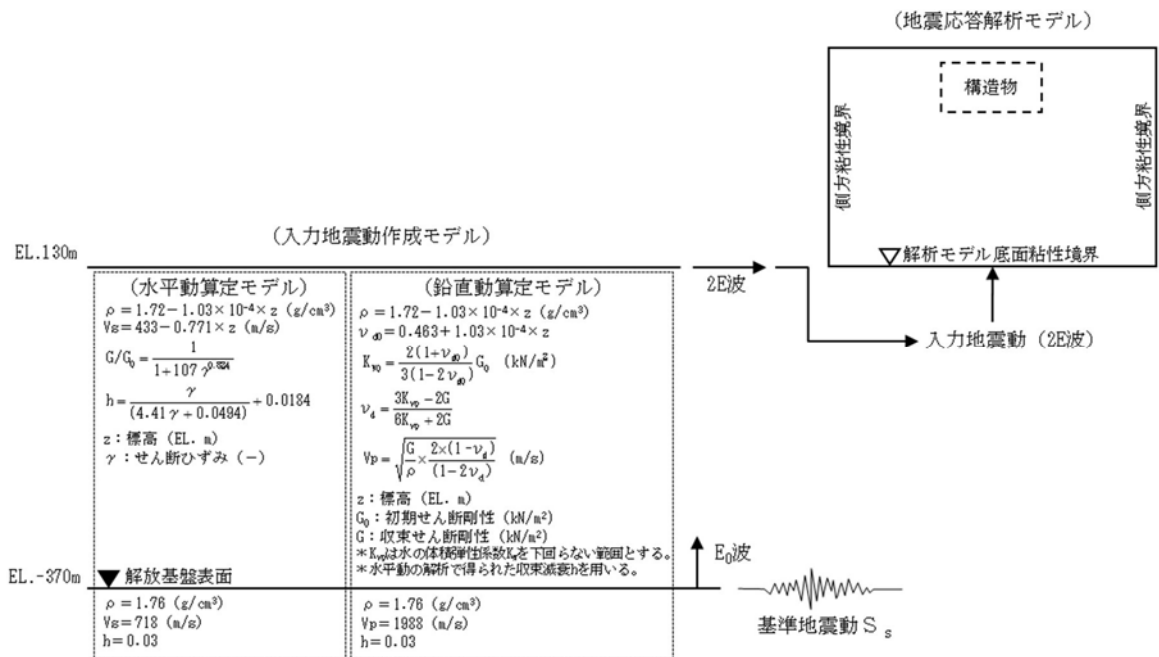 (地震応答解析モデル)
構造物
側方粘性境界
側方粘性境界
▽解析モデル底面粘性境界
(入力地震動作成モデル)
EL.130m
2E波
入力地震動(2E波)
(水平動算定モデル)
ρ=1.72-1.03×10⁻⁴×z (g/cm³)
Vs=433-0.771×z (m/s)
G/G₀=1/(1+107γ^0.824)
h=γ/(4.41γ+0.0494)+0.0184
z:標高(EL. m)
γ:せん断ひずみ(-)
(鉛直動算定モデル)
ρ=1.72-1.03×10⁻⁴×z (g/cm³)
ν_d0=0.463+1.03×10⁻⁴×z
K_v0=2(1+ν_d0)/3(1-2ν_d0) G₀ (kN/m²)
ν_d=(3K_v0-2G)/(6K_v0+2G)
Vp=√(G/ρ×2×(1-ν_d)/(1-2ν_d)) (m/s)
z:標高(EL. m)
G₀:初期せん断剛性(kN/m²)
G:収束せん断剛性(kN/m²)
*K_v0は水の体積弾性係数K_wを下回らない範囲とする。
*水平動の解析で得られた収束減衰hを用いる。
E₀波
EL.-370m
▼解放基盤表面
ρ=1.76 (g/cm³)
Vs=718 (m/s)
h=0.03
ρ=1.76 (g/cm³)
Vp=1988 (m/s)
h=0.03
基準地震動Ss